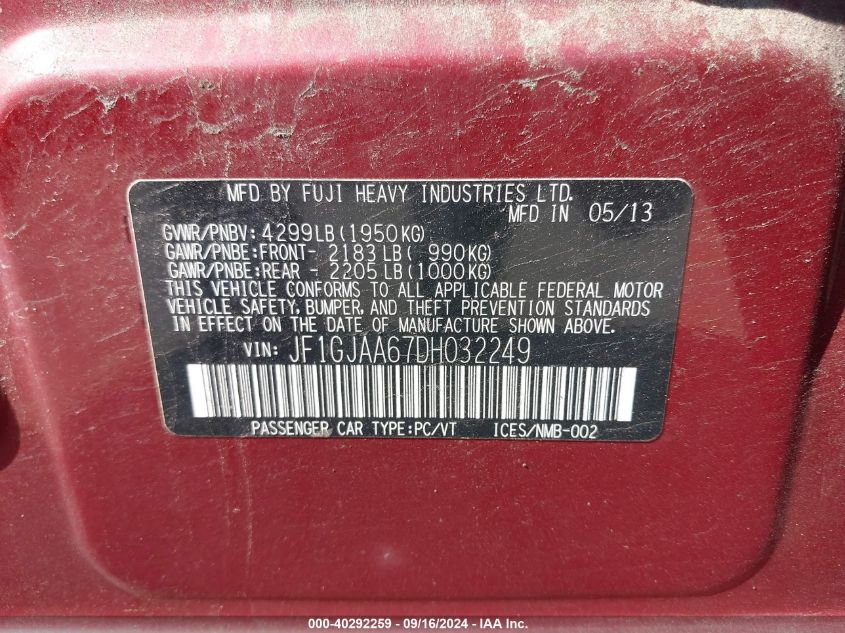 MFD BY FUJI HEAVY INDUSTRIES LTD.
MFD IN 05/13
GVWR/PNBV: 4299LB(1950KG)
GAWR/PNBE:FRONT- 2183LB( 990KG)
GAWR/PNBE:REAR - 2205LB(1000KG)
THIS VEHICLE CONFORMS TO ALL APPLICABLE FEDERAL MOTOR
VEHICLE SAFETY, BUMPER, AND THEFT PREVENTION STANDARDS
IN EFFECT ON THE DATE OF MANUFACTURE SHOWN ABOVE.
VIN: JF1GJAA67DH032249
PASSENGER CAR TYPE:PC/VT ICES/NMB-002
000-40292259 - 09/16/2024 - IAA Inc.